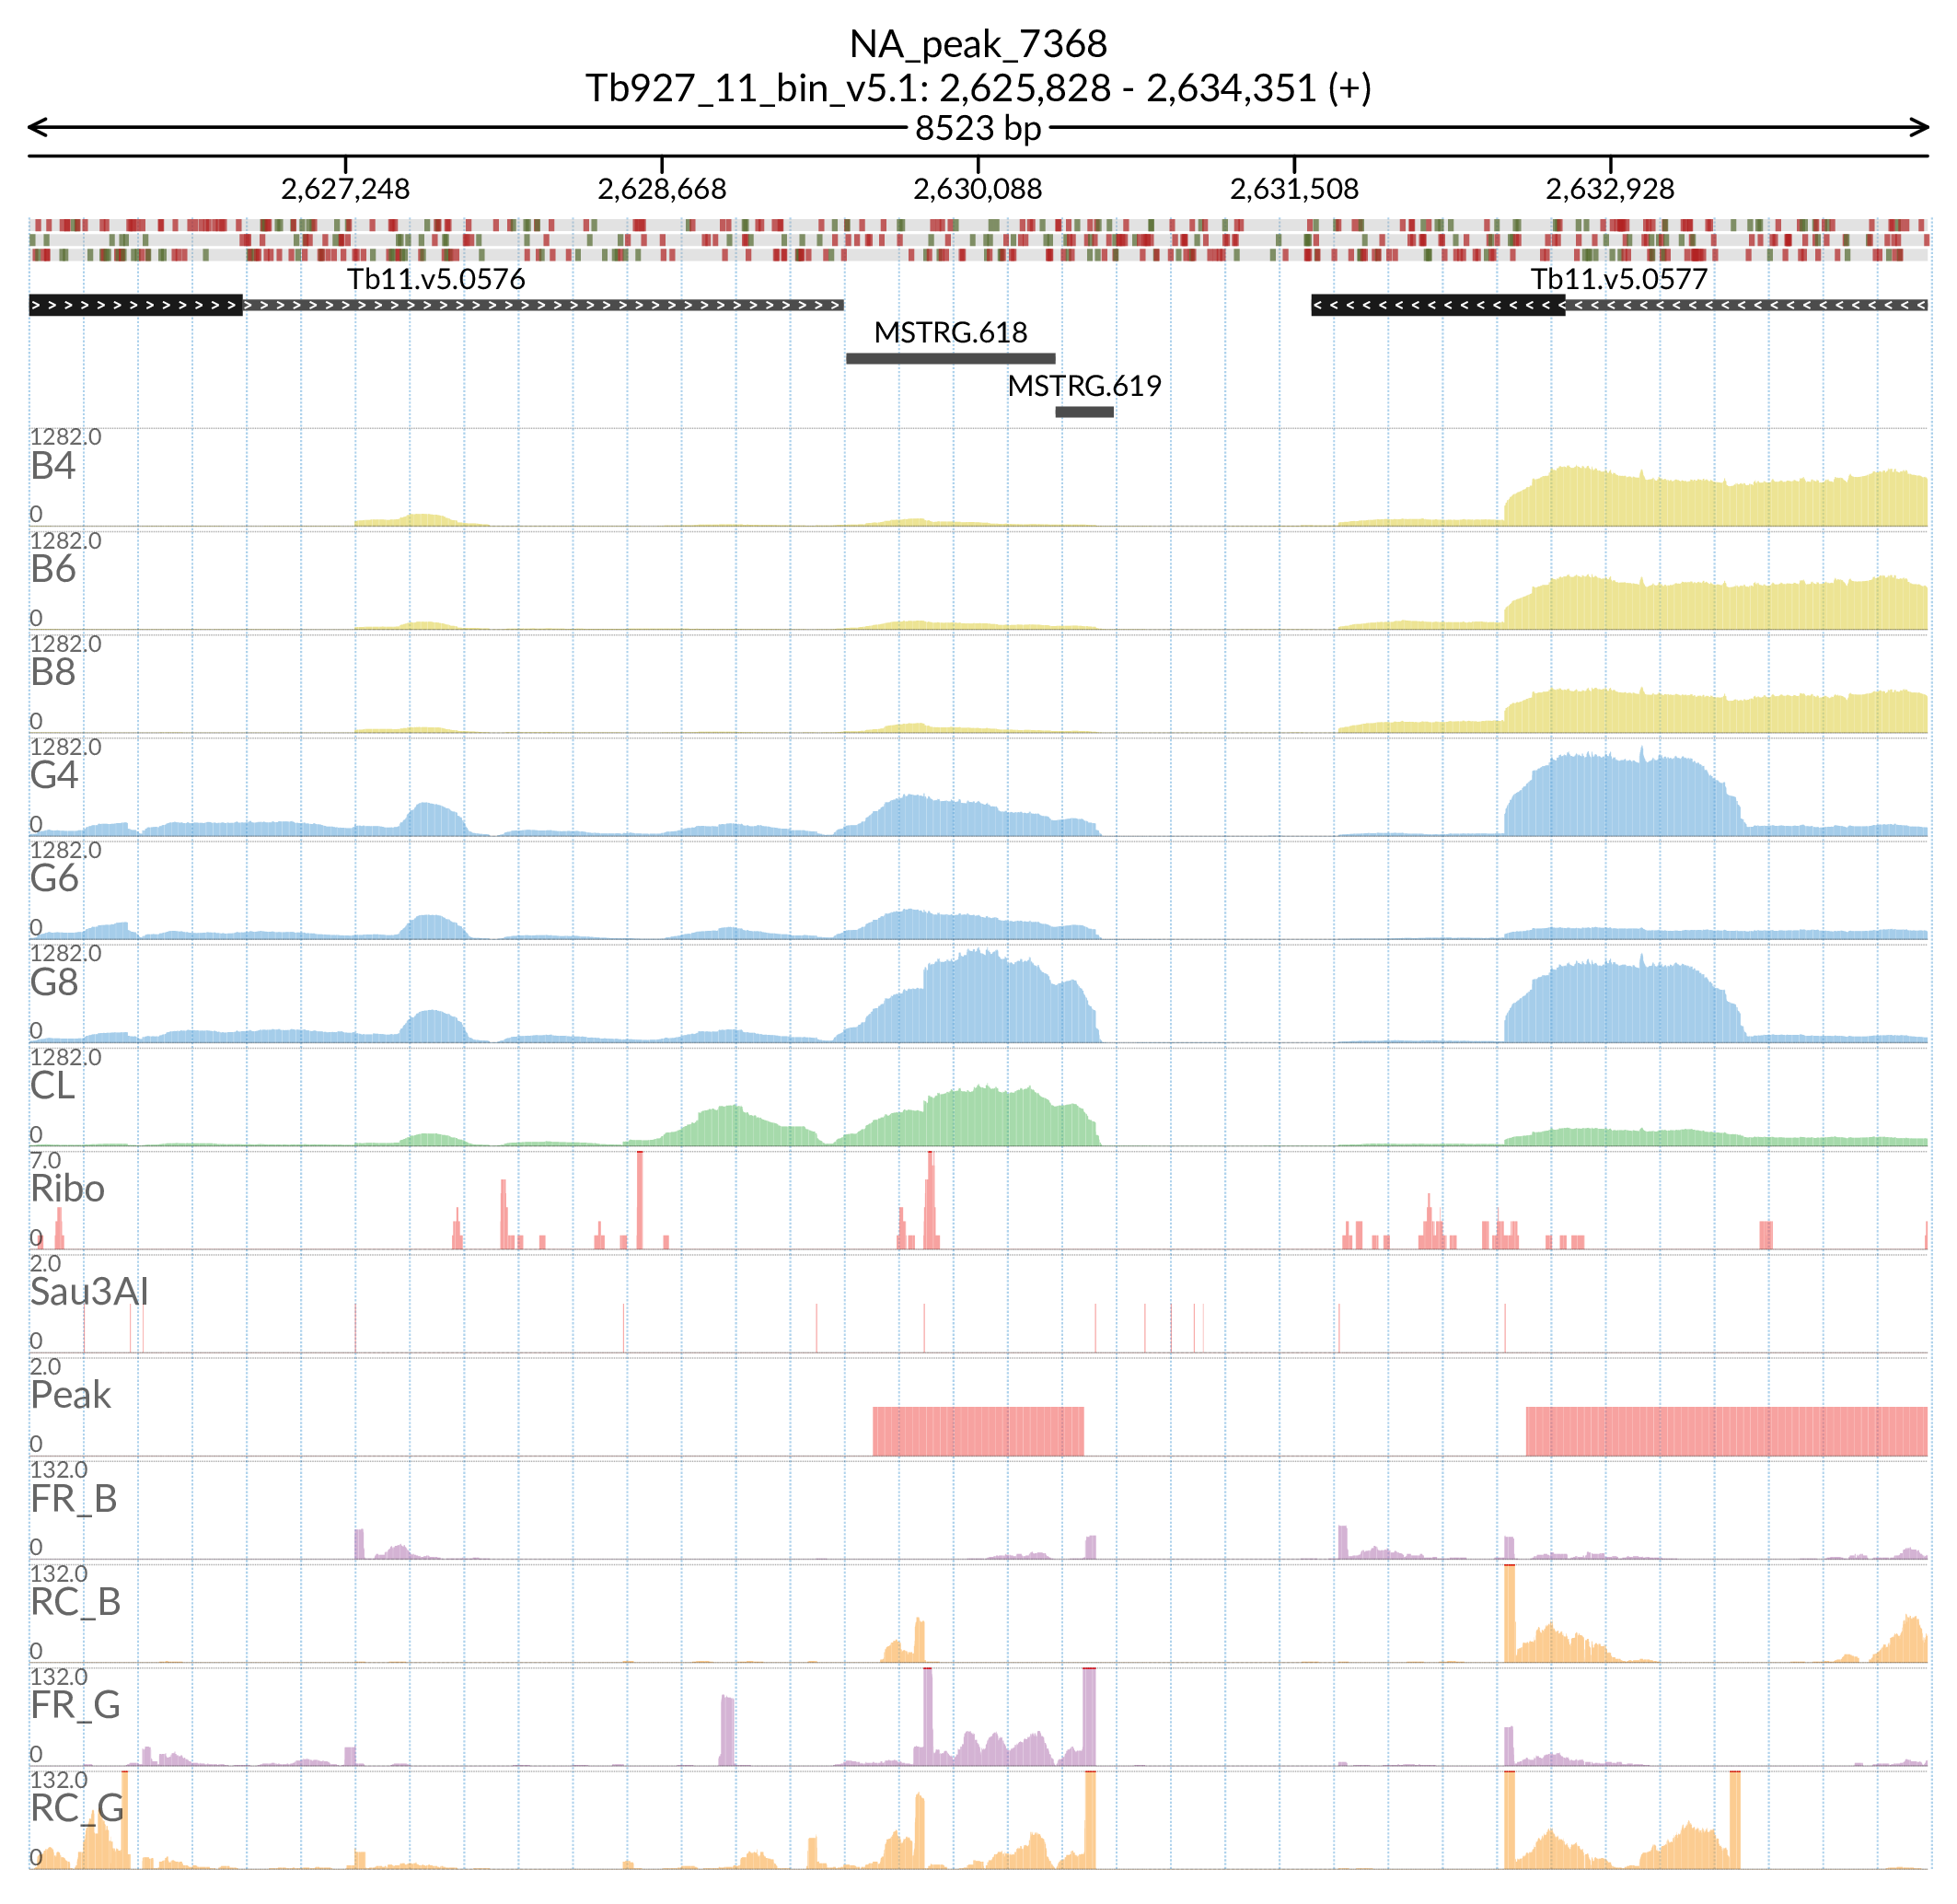 NA_peak_7368
Tb927_11_bin_v5.1: 2,625,828 - 2,634,351 (+)
8523 bp
2,627,248 2,628,668 2,630,088 2,631,508 2,632,928
Tb11.v5.0576 Tb11.v5.0577
MSTRG.618
MSTRG.619
1282.0
B4
0
1282.0
B6
0
1282.0
B8
0
1282.0
G4
0
1282.0
G6
0
1282.0
G8
0
1282.0
CL
0
7.0
Ribo
0
2.0
Sau3AI
0
2.0
Peak
0
132.0
FR_B
0
132.0
RC_B
0
132.0
FR_G
0
132.0
RC_G
0